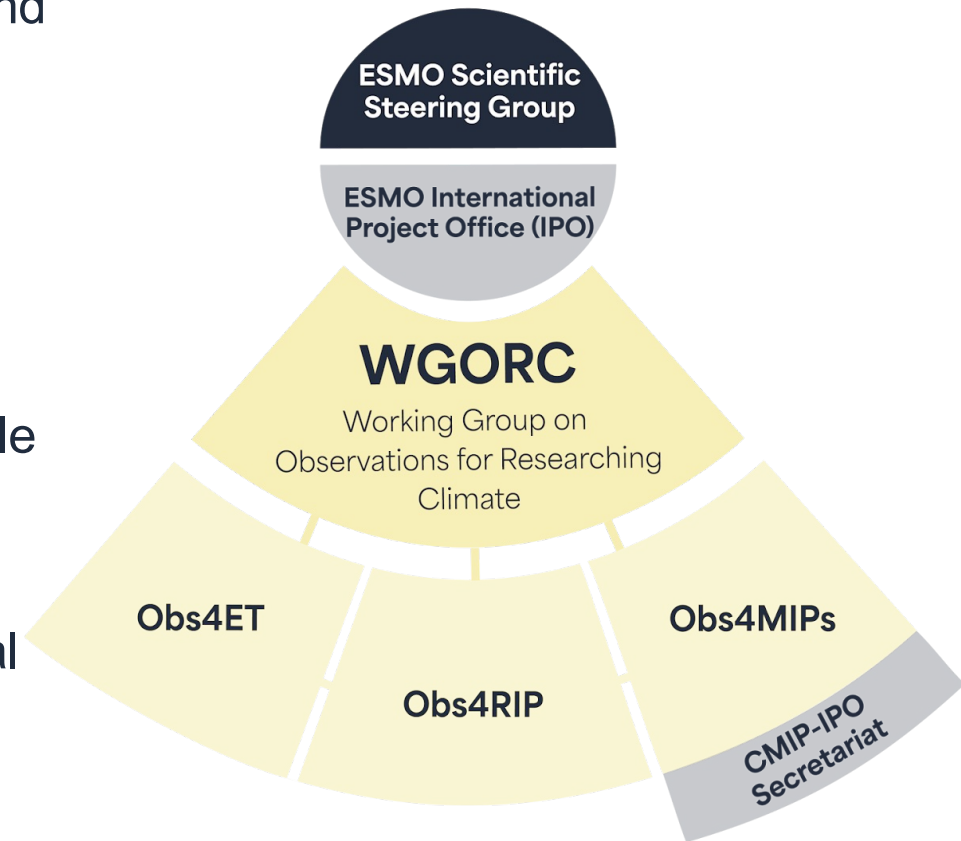 nd
ESMO Scientific
Steering Group
ESMO International
Project Office (IPO)
WGORC
Working Group on
Observations for Researching
Climate
le
Obs4ET
Obs4MIPs
al
Obs4RIP
CMIP-IPO
Secretariat